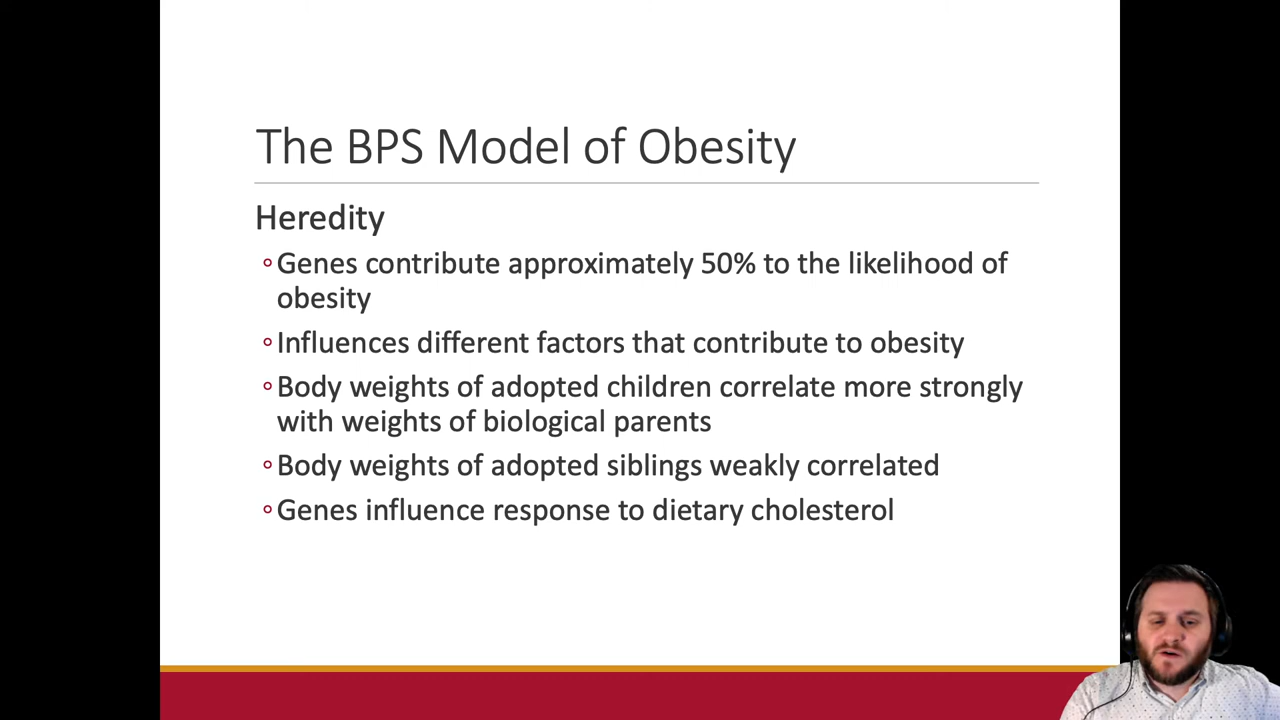 The BPS Model of Obesity
Heredity
◦Genes contribute approximately 50% to the likelihood of
obesity
◦Influences different factors that contribute to obesity
◦Body weights of adopted children correlate more strongly
with weights of biological parents
◦Body weights of adopted siblings weakly correlated
◦Genes influence response to dietary cholesterol